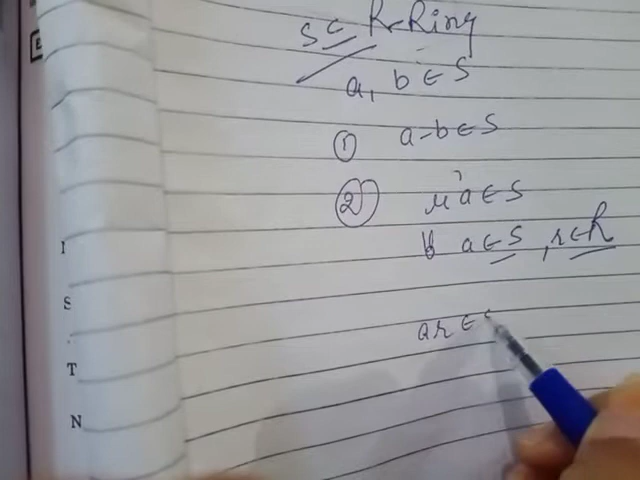 S ⊆ R-Ring
a, b ∈ S
① a-b ∈ S
② ra ∈ S
∀ a ∈ S, r ∈ R
ar ∈
I
S
T
N